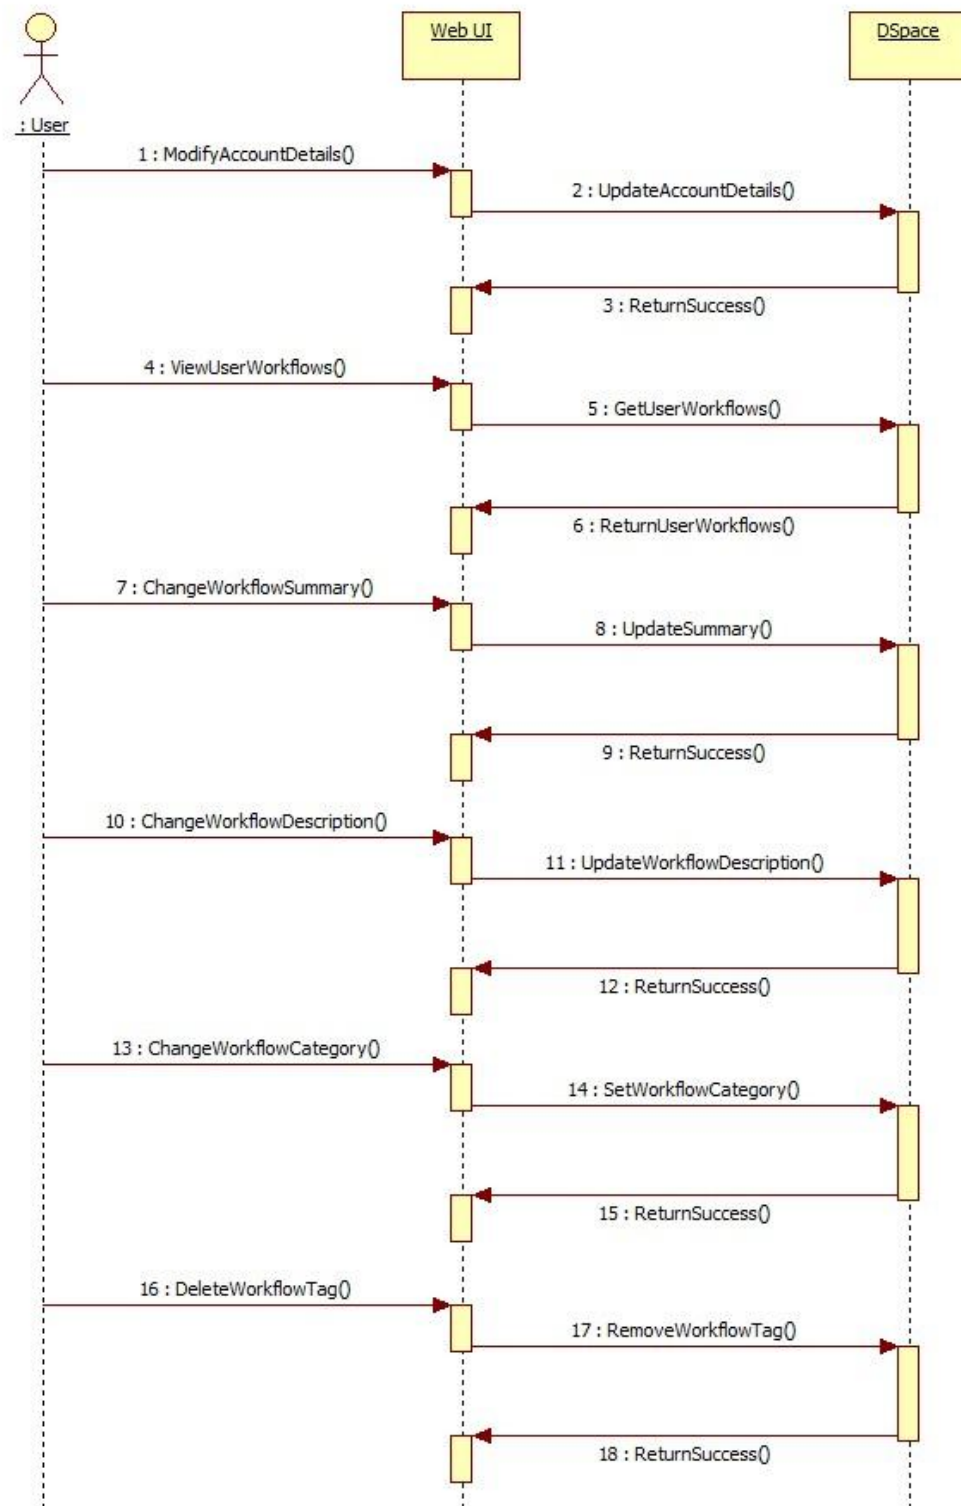 Web UI
DSpace
: User
1 : ModifyAccountDetails()
2 : UpdateAccountDetails()
3 : ReturnSuccess()
4 : ViewUserWorkflows()
5 : GetUserWorkflows()
6 : ReturnUserWorkflows()
7 : ChangeWorkflowSummary()
8 : UpdateSummary()
9 : ReturnSuccess()
10 : ChangeWorkflowDescription()
11 : UpdateWorkflowDescription()
12 : ReturnSuccess()
13 : ChangeWorkflowCategory()
14 : SetWorkflowCategory()
15 : ReturnSuccess()
16 : DeleteWorkflowTag()
17 : RemoveWorkflowTag()
18 : ReturnSuccess()